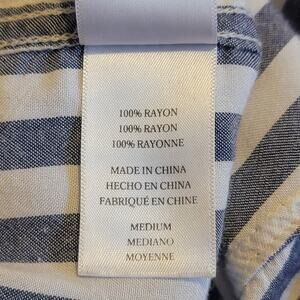 100% RAYON
100% RAYON
100% RAYONNE
MADE IN CHINA
HECHO EN CHINA
FABRIQUÉ EN CHINE
MEDIUM
MEDIANO
MOYENNE